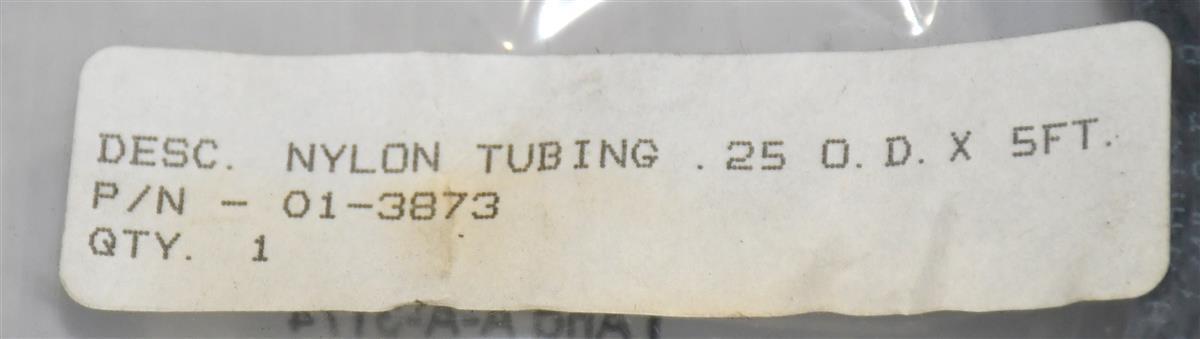 DESC. NYLON TUBING .25 O.D. X 5FT.
P/N - 01-3873
QTY. 1